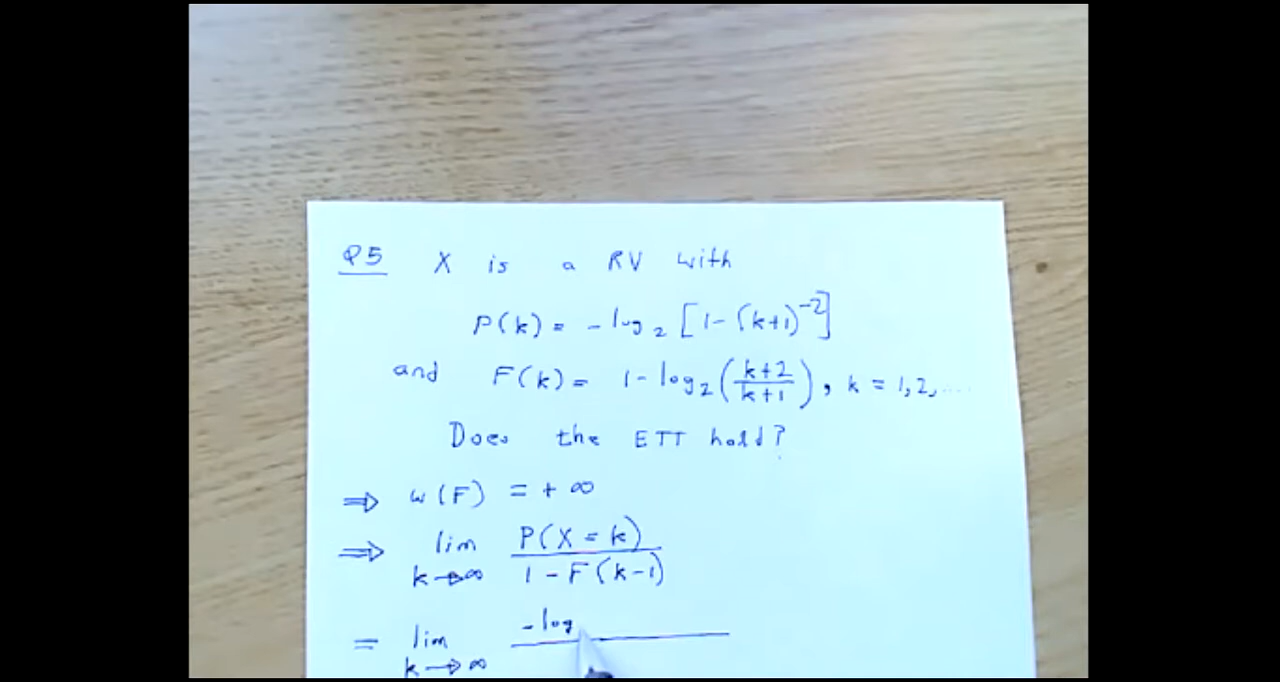 Q5 X is a RV with
P(k) = -log₂ [1-(k+1)⁻²]
and F(k) = 1 - log₂ ((k+2)/(k+1)), k = 1,2,....
Does the ETT hold?
⇒ w(F) = + ∞
⇒ lim k→∞ P(X = k) / 1 - F(k-1)
= lim k→∞ -log